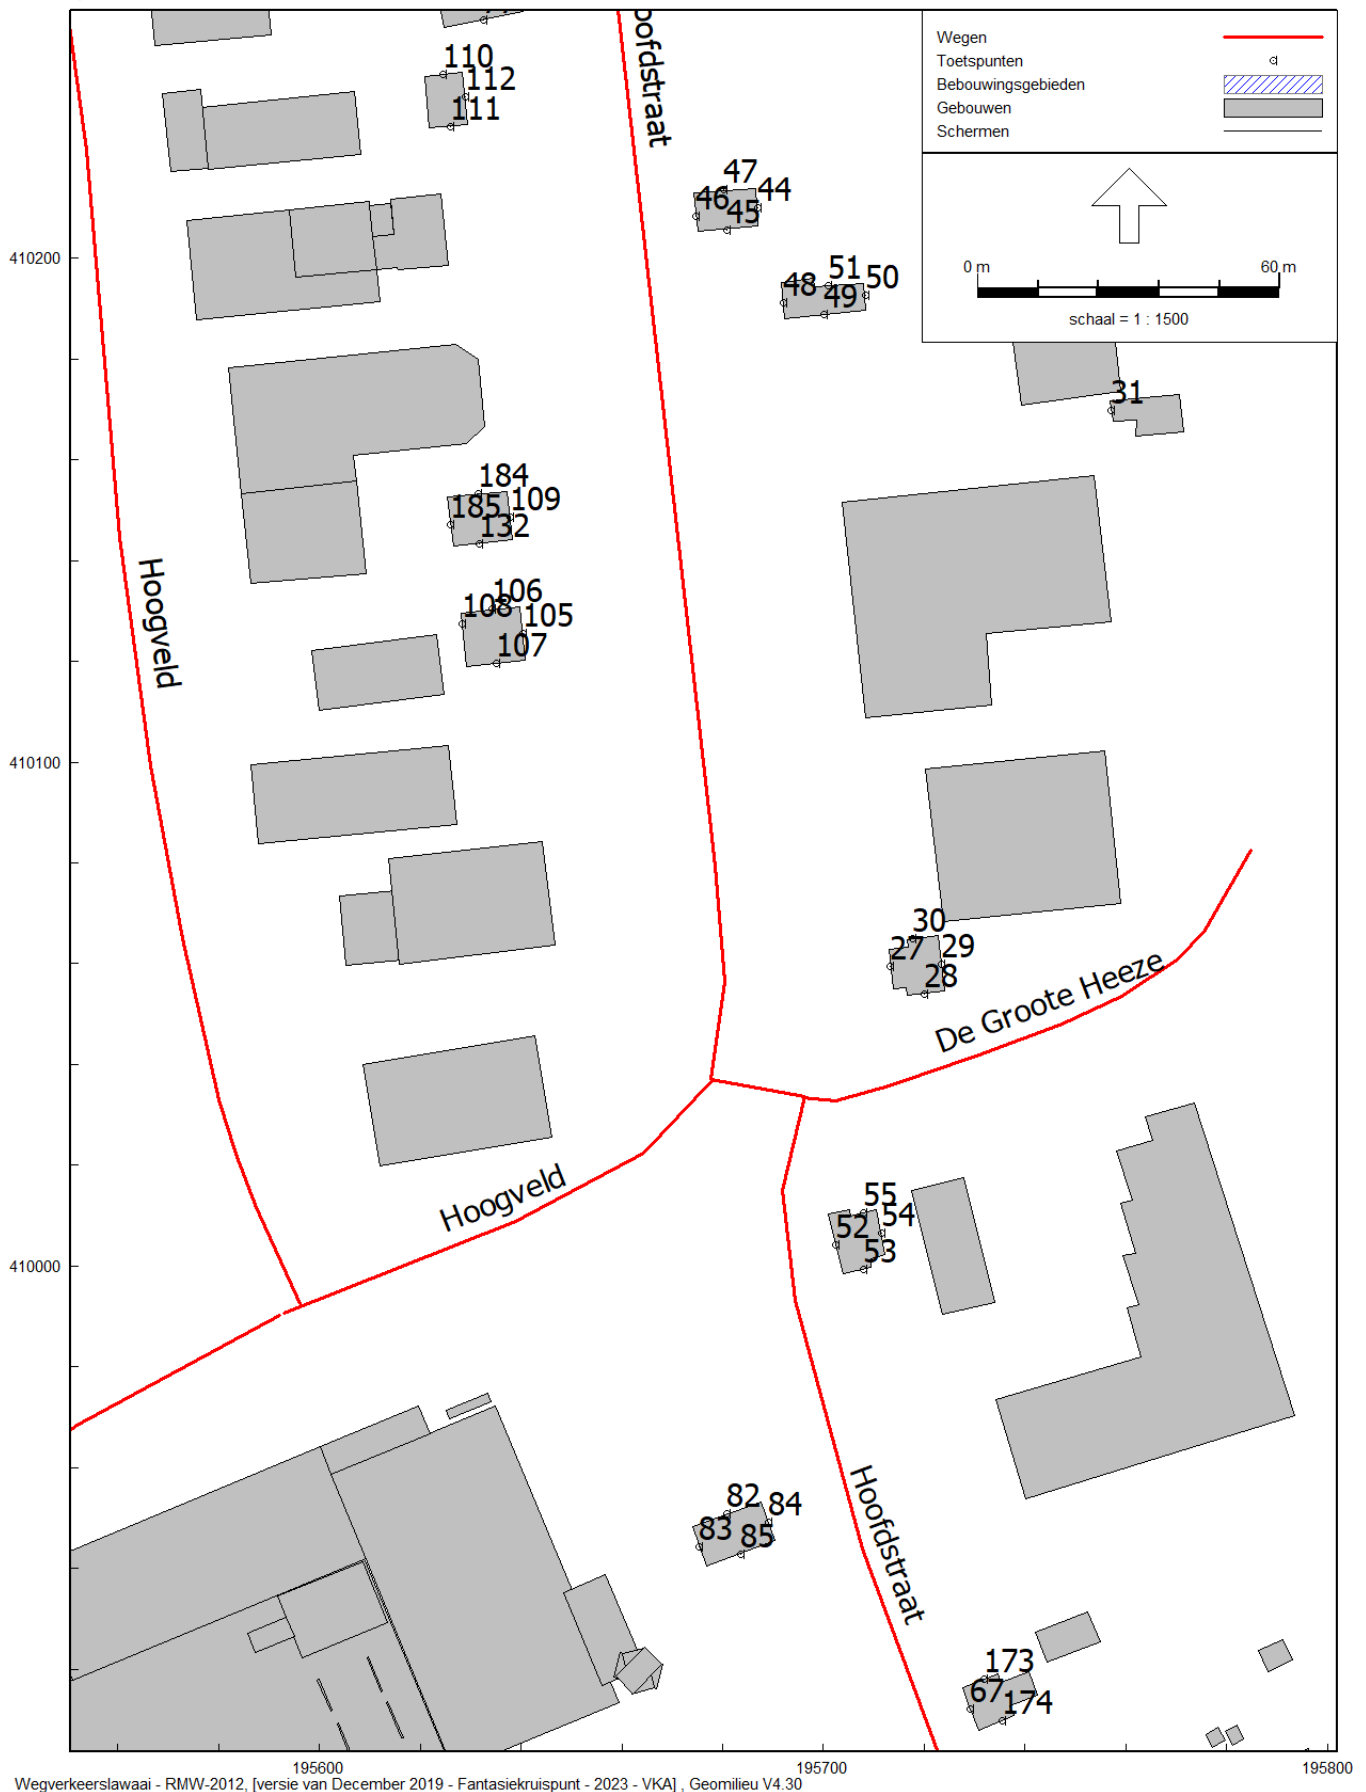 Wegen
Toetspunten
Bebouwingsgebieden
Gebouwen
Schermen
0 m 60 m
schaal = 1 : 1500
110
112
111
47
46 44
45
51
48 50
49
31
184
185 109
132
106
108 105
107
30
27 29
28
55
52 54
53
82
83 84
85
173
67
174
oofdstraat
Hoogveld
De Groote Heeze
Hoogveld
Hoofdstraat
410200
410100
410000
195600 195700 195800
Wegverkeerslawaai - RMW-2012, [versie van December 2019 - Fantasiekruispunt - 2023 - VKA] , Geomilieu V4.30